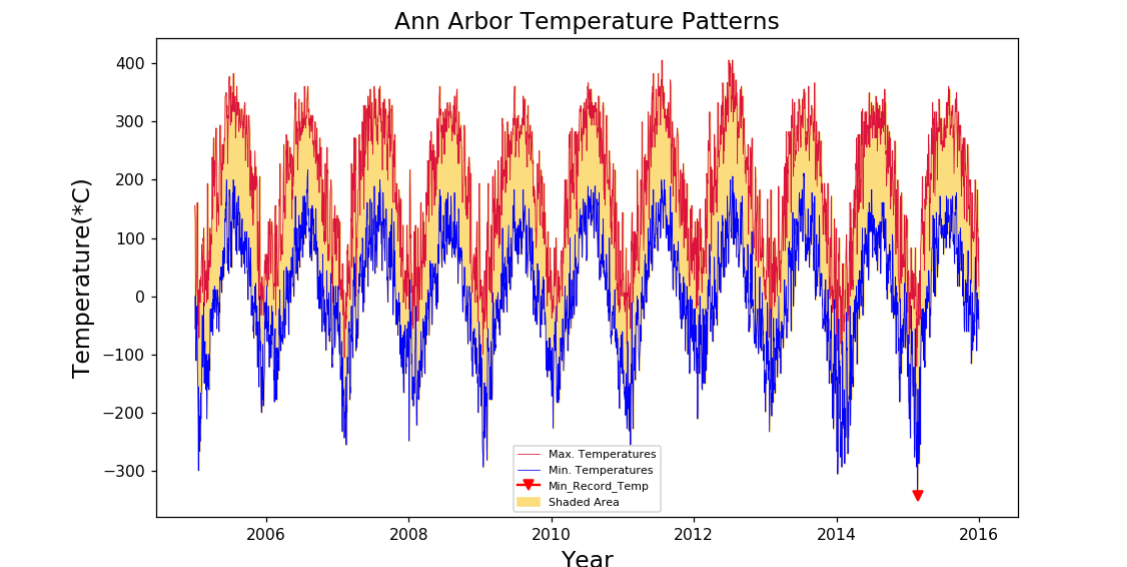 Ann Arbor Temperature Patterns
Temperature(*C)
400
300
200
100
0
−100
−200
−300
Max. Temperatures
Min. Temperatures
Min_Record_Temp
Shaded Area
2006 2008 2010 2012 2014 2016
Year